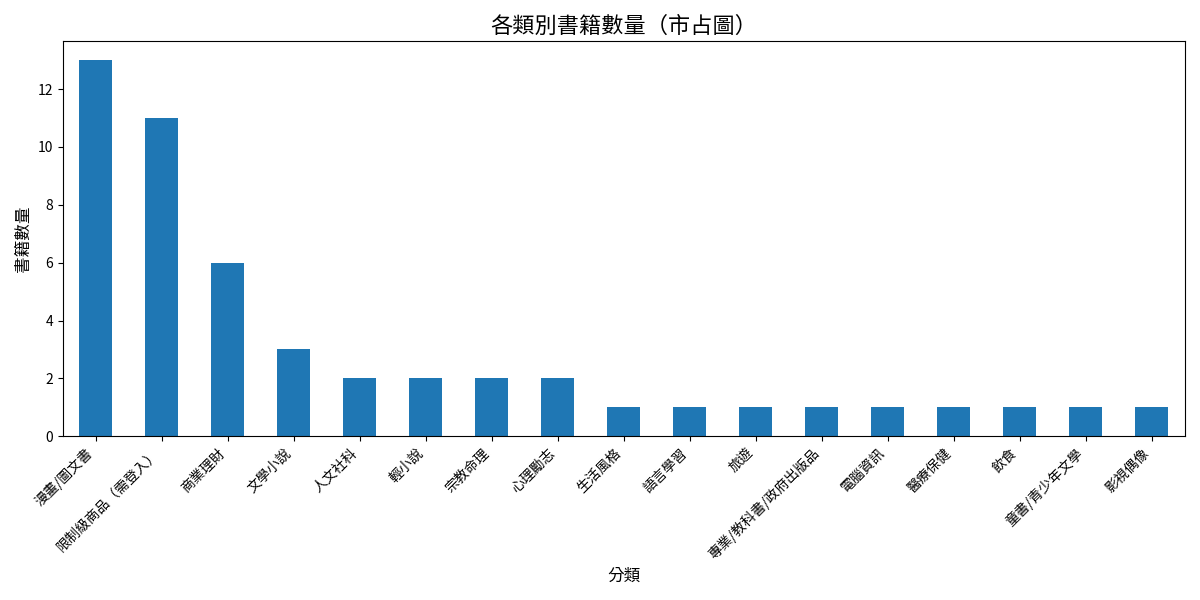 各類別書籍數量（市占圖）
書籍數量
12
10
8
6
4
2
0
漫畫/圖文書
限制級商品（需登入）
商業理財
文學小說
人文社科
輕小說
宗教命理
心理勵志
生活風格
語言學習
旅遊
專業/教科書/政府出版品
電腦資訊
醫療保健
飲食
童書/青少年文學
影視偶像
分類